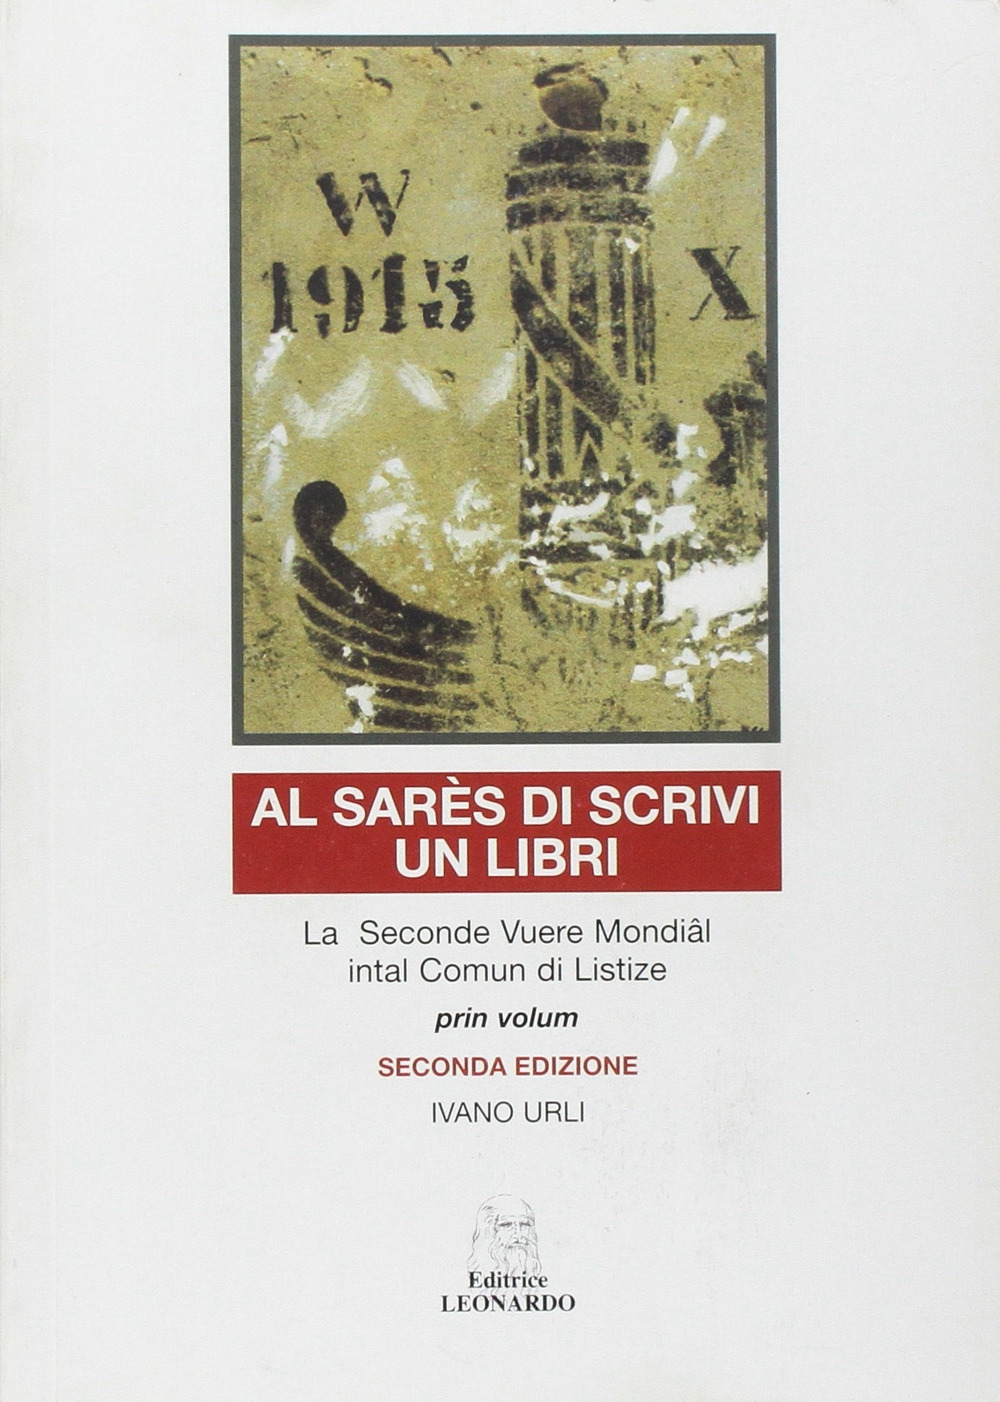 W
1915
X
AL SARÈS DI SCRIVI
UN LIBRI
La Seconde Vuere Mondiâl
intal Comun di Listize
prin volum
SECONDA EDIZIONE
IVANO URLI
Editrice
LEONARDO